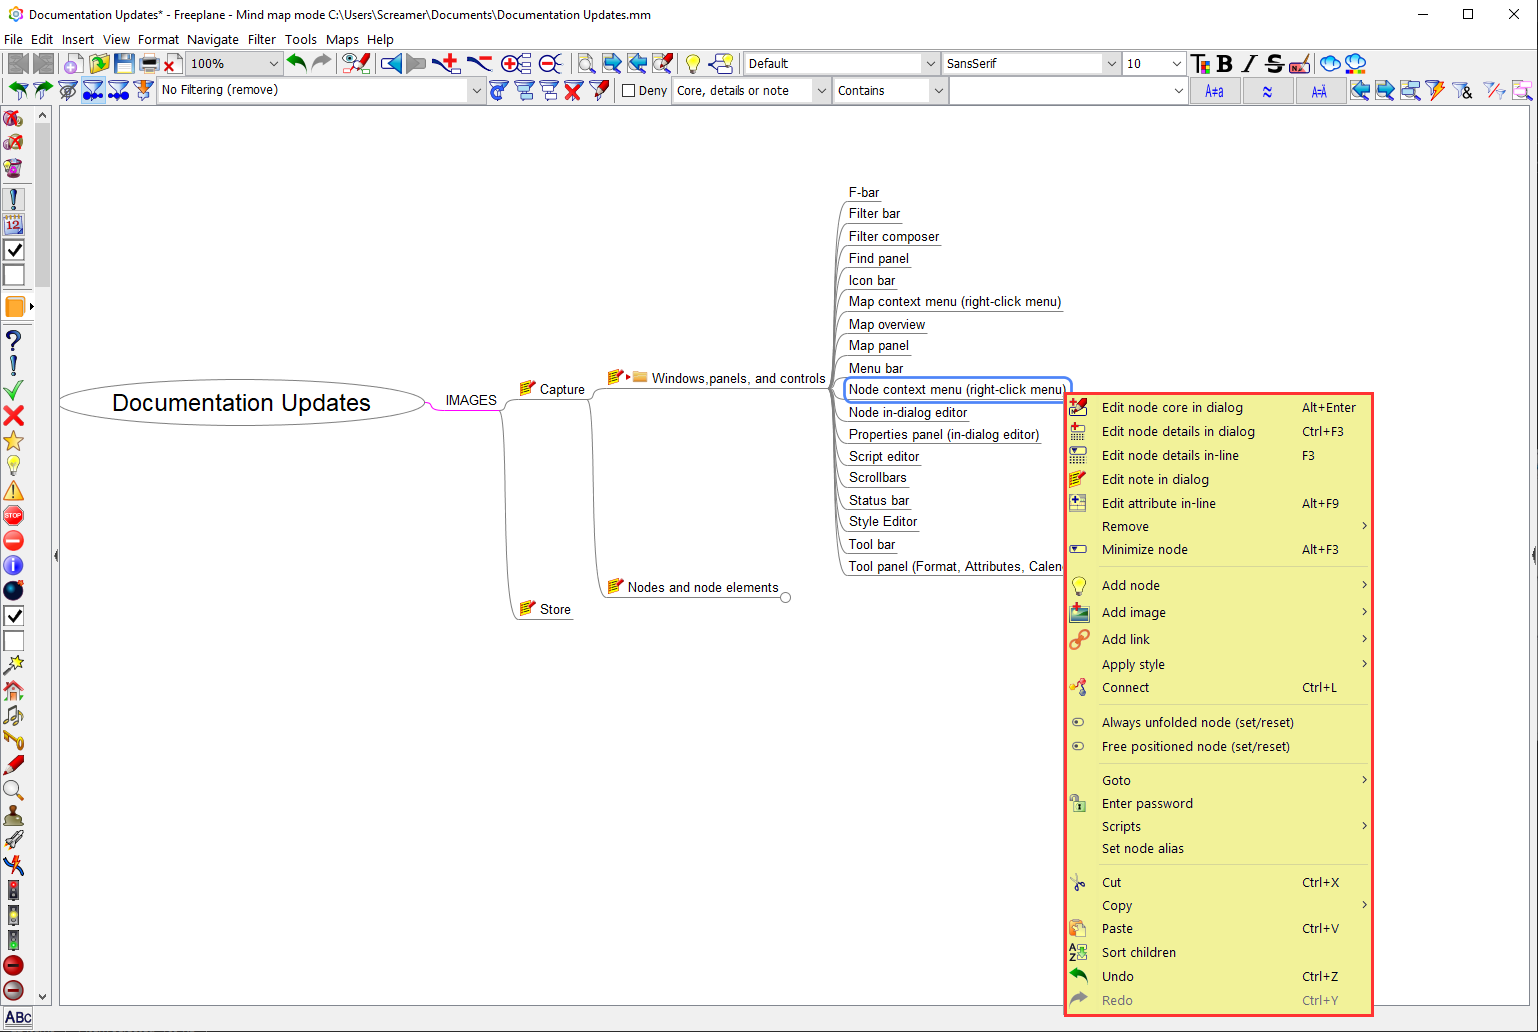 Documentation Updates* - Freeplane - Mind map mode C:\Users\Screamer\Documents\Documentation Updates.mm
File Edit Insert View Format Navigate Filter Tools Maps Help
100% Default SansSerif 10 T B I S
No Filtering (remove) Deny Core, details or note Contains A≠a ≈ A=Ä
F-bar
Filter bar
Filter composer
Find panel
Icon bar
Map context menu (right-click menu)
Map overview
Map panel
Menu bar
Node context menu (right-click menu)
Node in-dialog editor
Properties panel (in-dialog editor)
Script editor
Scrollbars
Status bar
Style Editor
Tool bar
Tool panel (Format, Attributes, Calen
Windows,panels, and controls
Capture
IMAGES
Documentation Updates
Nodes and node elements
Store
12
STOP
ABc
Edit node core in dialog Alt+Enter
Edit node details in dialog Ctrl+F3
Edit node details in-line F3
Edit note in dialog
Edit attribute in-line Alt+F9
Remove
Minimize node Alt+F3
Add node
Add image
Add link
Apply style
Connect Ctrl+L
Always unfolded node (set/reset)
Free positioned node (set/reset)
Goto
Enter password
Scripts
Set node alias
Cut Ctrl+X
Copy
Paste Ctrl+V
Sort children
Undo Ctrl+Z
Redo Ctrl+Y